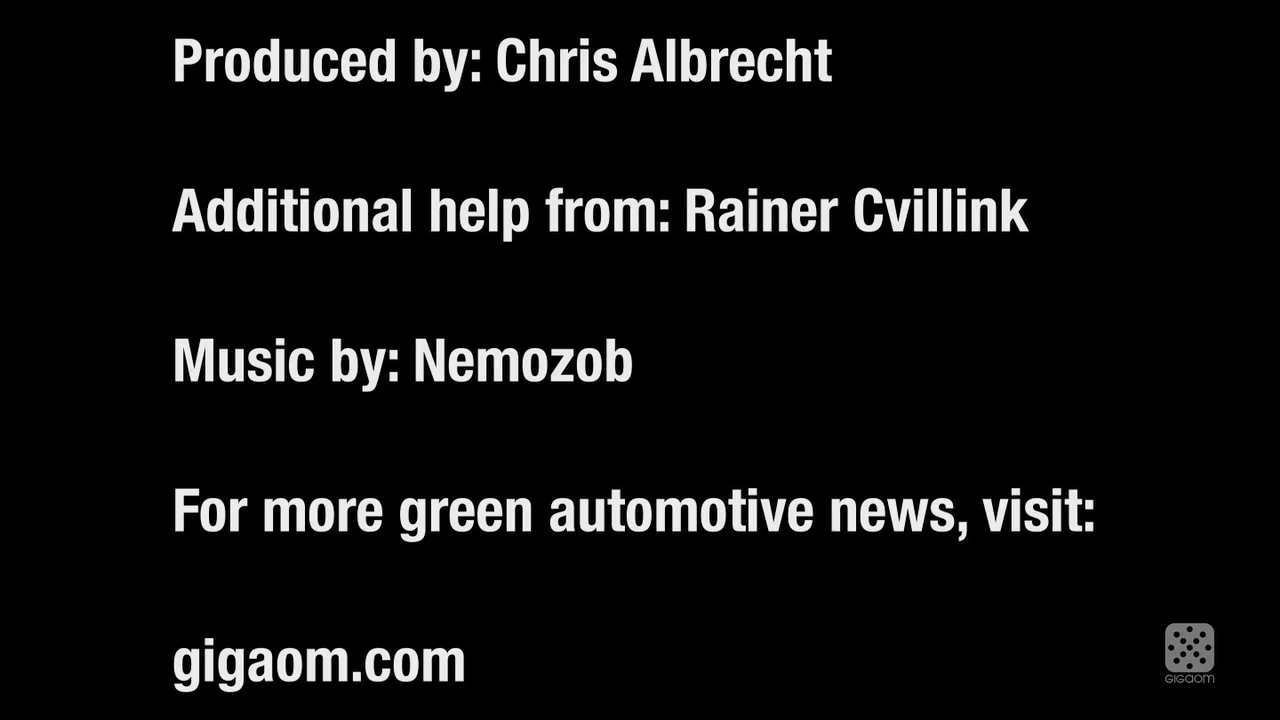 Produced by: Chris Albrecht
Additional help from: Rainer Cvillink
Music by: Nemozob
For more green automotive news, visit:
gigaom.com
GIGAOM